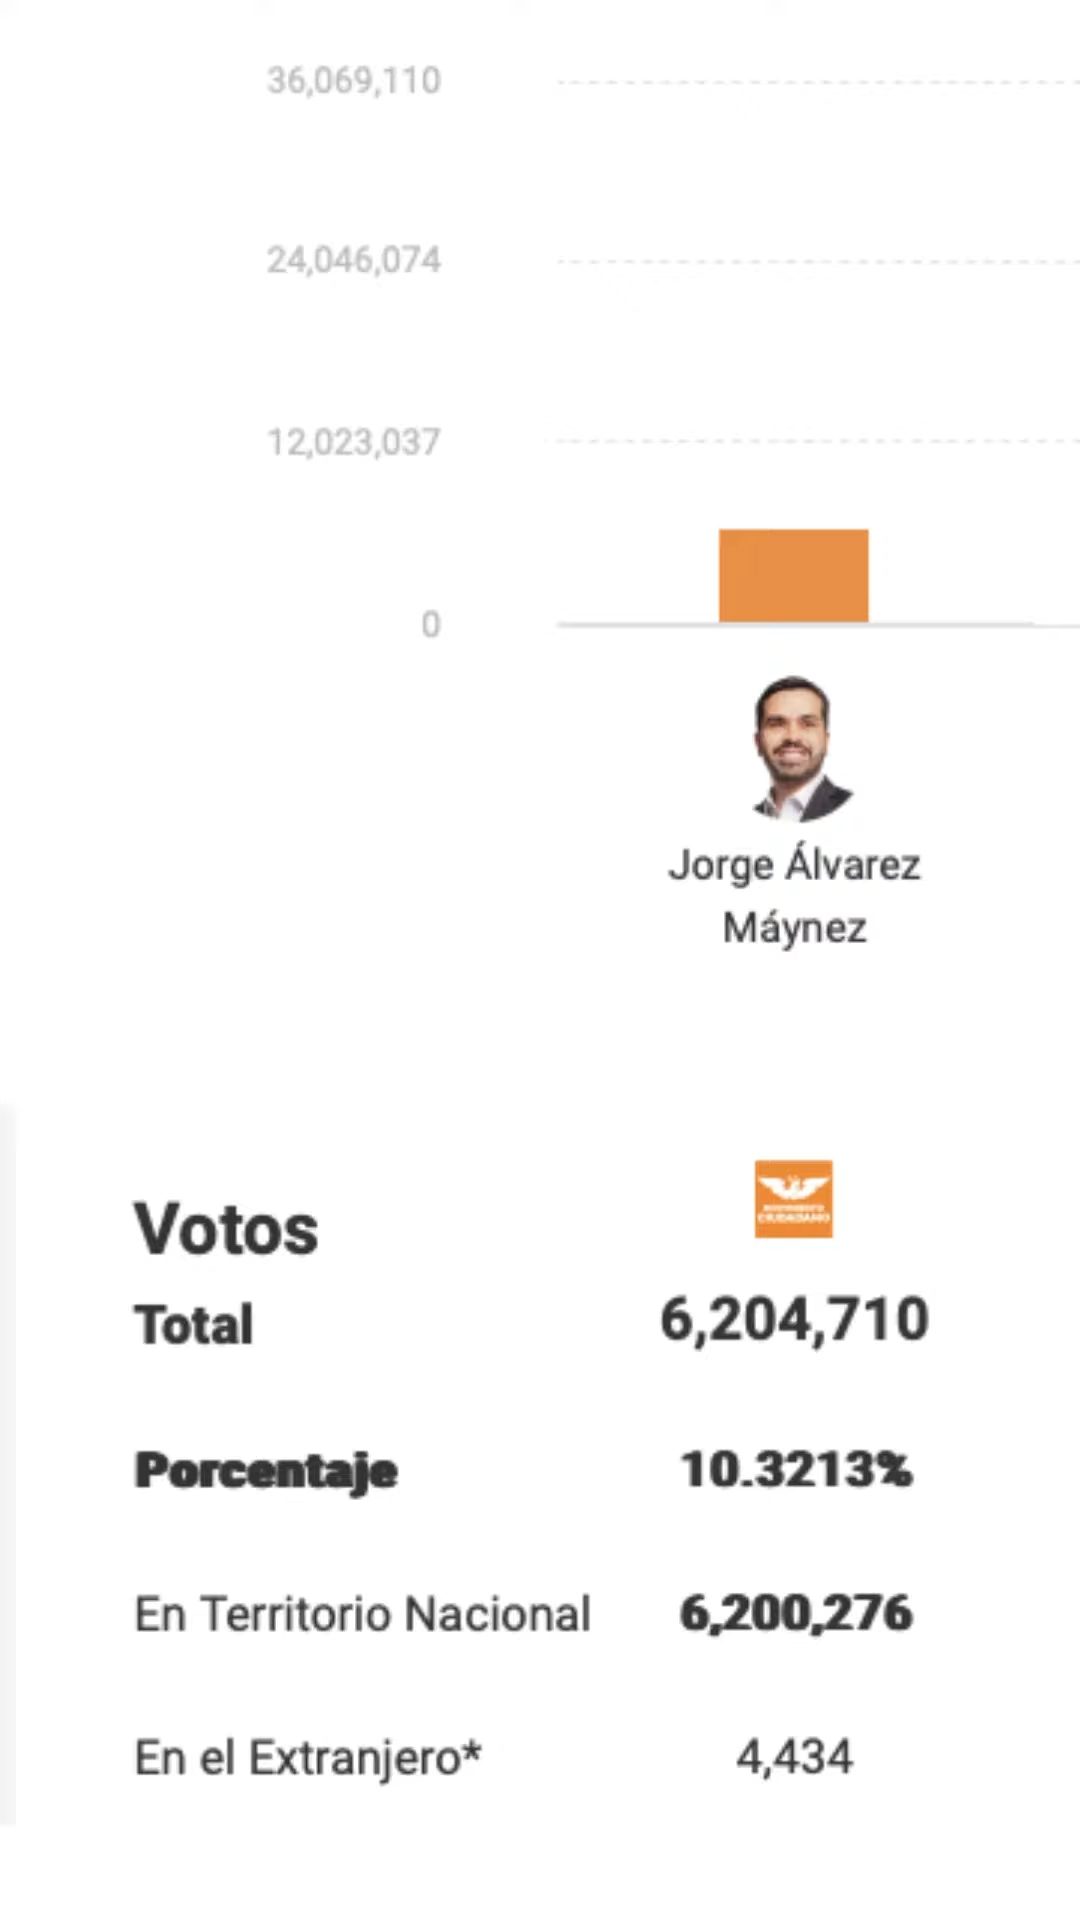 36,069,110
24,046,074
12,023,037
0
Jorge Álvarez
Máynez
Votos
CIUDADANO
Total 6,204,710
Porcentaje 10.3213%
En Territorio Nacional 6,200,276
En el Extranjero* 4,434